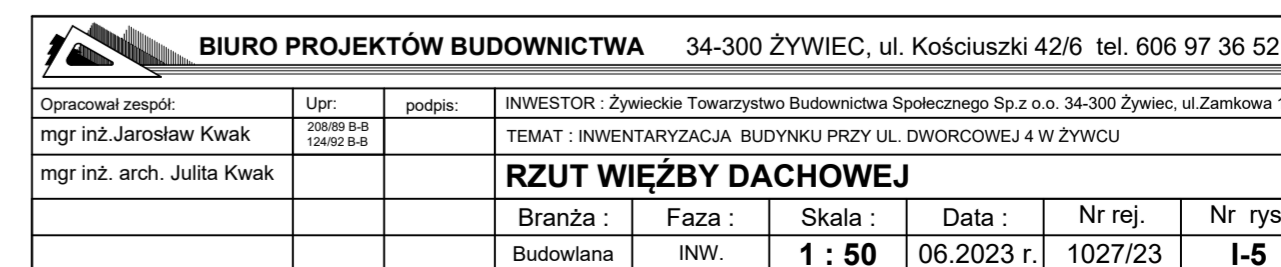 BIURO PROJEKTÓW BUDOWNICTWA 34-300 ŻYWIEC, ul. Kościuszki 42/6 tel. 606 97 36 52
Opracował zespół: Upr: podpis: INWESTOR : Żywieckie Towarzystwo Budownictwa Społecznego Sp.z o.o. 34-300 Żywiec, ul.Zamkowa 1
mgr inż.Jarosław Kwak 208/89 B-B
124/92 B-B
TEMAT : INWENTARYZACJA BUDYNKU PRZY UL. DWORCOWEJ 4 W ŻYWCU
mgr inż. arch. Julita Kwak RZUT WIĘŹBY DACHOWEJ
Branża : Faza : Skala : Data : Nr rej. Nr rys
Budowlana INW. 1 : 50 06.2023 r. 1027/23 I-5